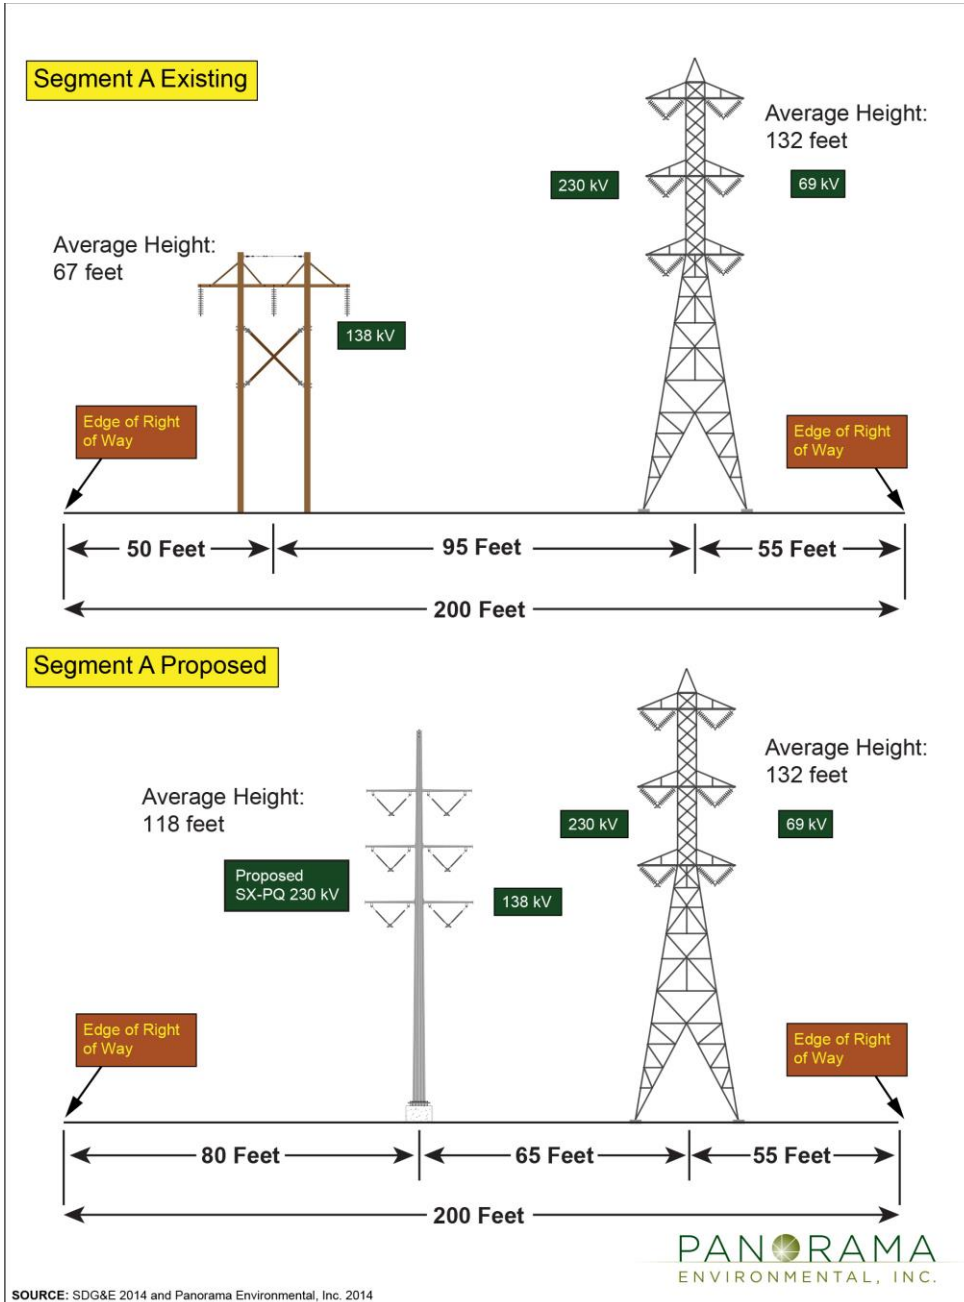 Segment A Existing
Average Height:
132 feet
230 kV
69 kV
Average Height:
67 feet
138 kV
Edge of Right
of Way
Edge of Right
of Way
50 Feet
95 Feet
55 Feet
200 Feet
Segment A Proposed
Average Height:
132 feet
Average Height:
118 feet
230 kV
69 kV
Proposed
SX-PQ 230 kV
138 kV
Edge of Right
of Way
Edge of Right
of Way
80 Feet
65 Feet
55 Feet
200 Feet
PANORAMA
ENVIRONMENTAL, INC.
SOURCE: SDG&E 2014 and Panorama Environmental, Inc. 2014